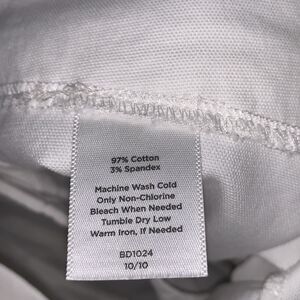 97% Cotton
3% Spandex
Machine Wash Cold
Only Non-Chlorine
Bleach When Needed
Tumble Dry Low
Warm Iron, if Needed
BD1024
10/10